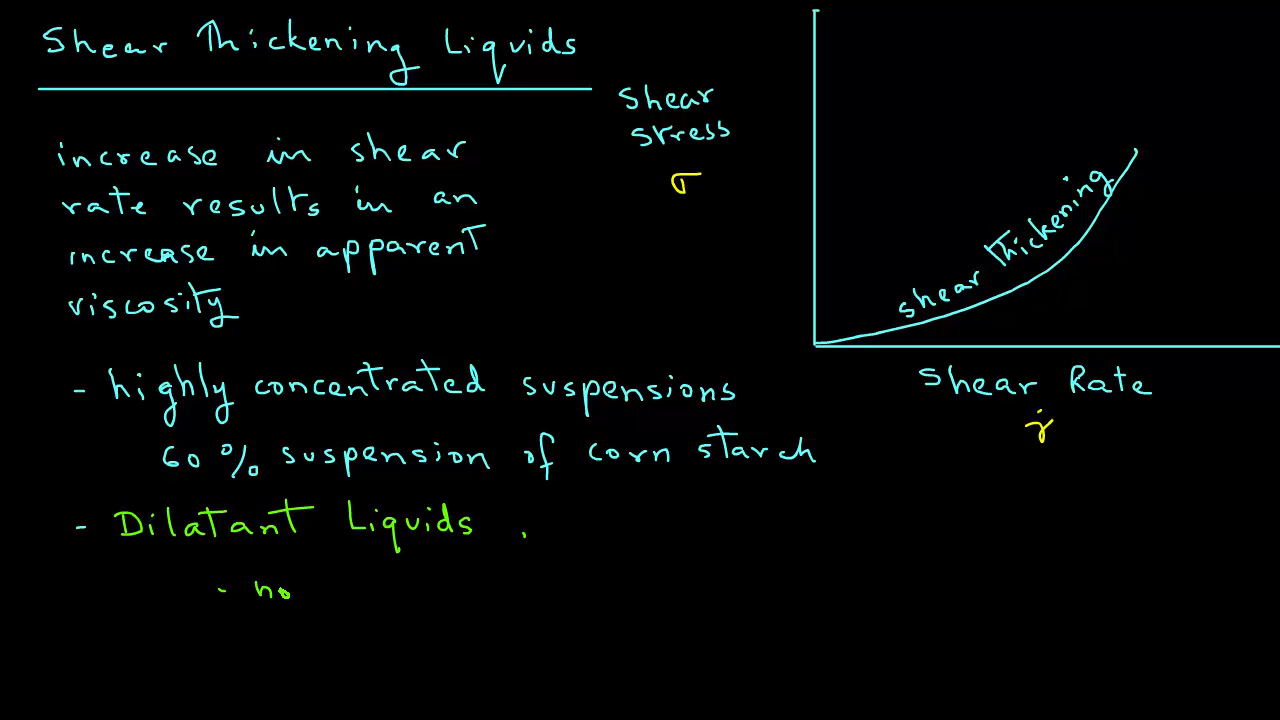 Shear Thickening Liquids
increase in shear
rate results in an
increase in apparent
viscosity
- highly concentrated suspensions
60% suspension of corn starch
- Dilatant Liquids .
- no
Shear
stress
σ
shear Thickening
Shear Rate
γ̇